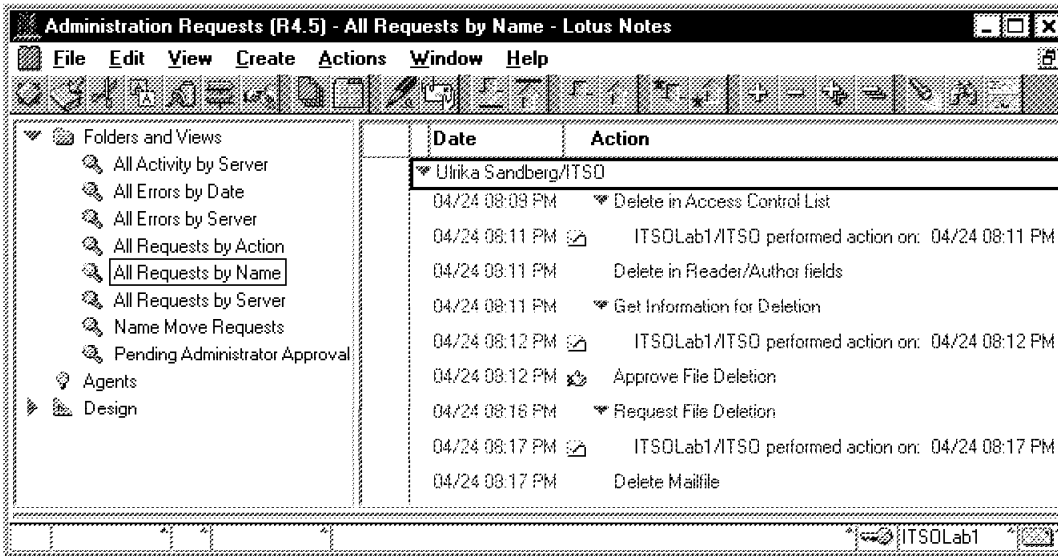 Administration Requests (R4.5) - All Requests by Name - Lotus Notes
File Edit View Create Actions Window Help
Folders and Views
All Activity by Server
All Errors by Date
All Errors by Server
All Requests by Action
All Requests by Name
All Requests by Server
Name Move Requests
Pending Administrator Approval
Agents
Design
Date Action
Ulrika Sandberg/ITSO
04/24 08:09 PM Delete in Access Control List
04/24 08:11 PM ITSOLab1/ITSO performed action on: 04/24 08:11 PM
04/24 08:11 PM Delete in Reader/Author fields
04/24 08:11 PM Get Information for Deletion
04/24 08:12 PM ITSOLab1/ITSO performed action on: 04/24 08:12 PM
04/24 08:12 PM Approve File Deletion
04/24 08:16 PM Request File Deletion
04/24 08:17 PM ITSOLab1/ITSO performed action on: 04/24 08:17 PM
04/24 08:17 PM Delete Mailfile
ITSOLab1